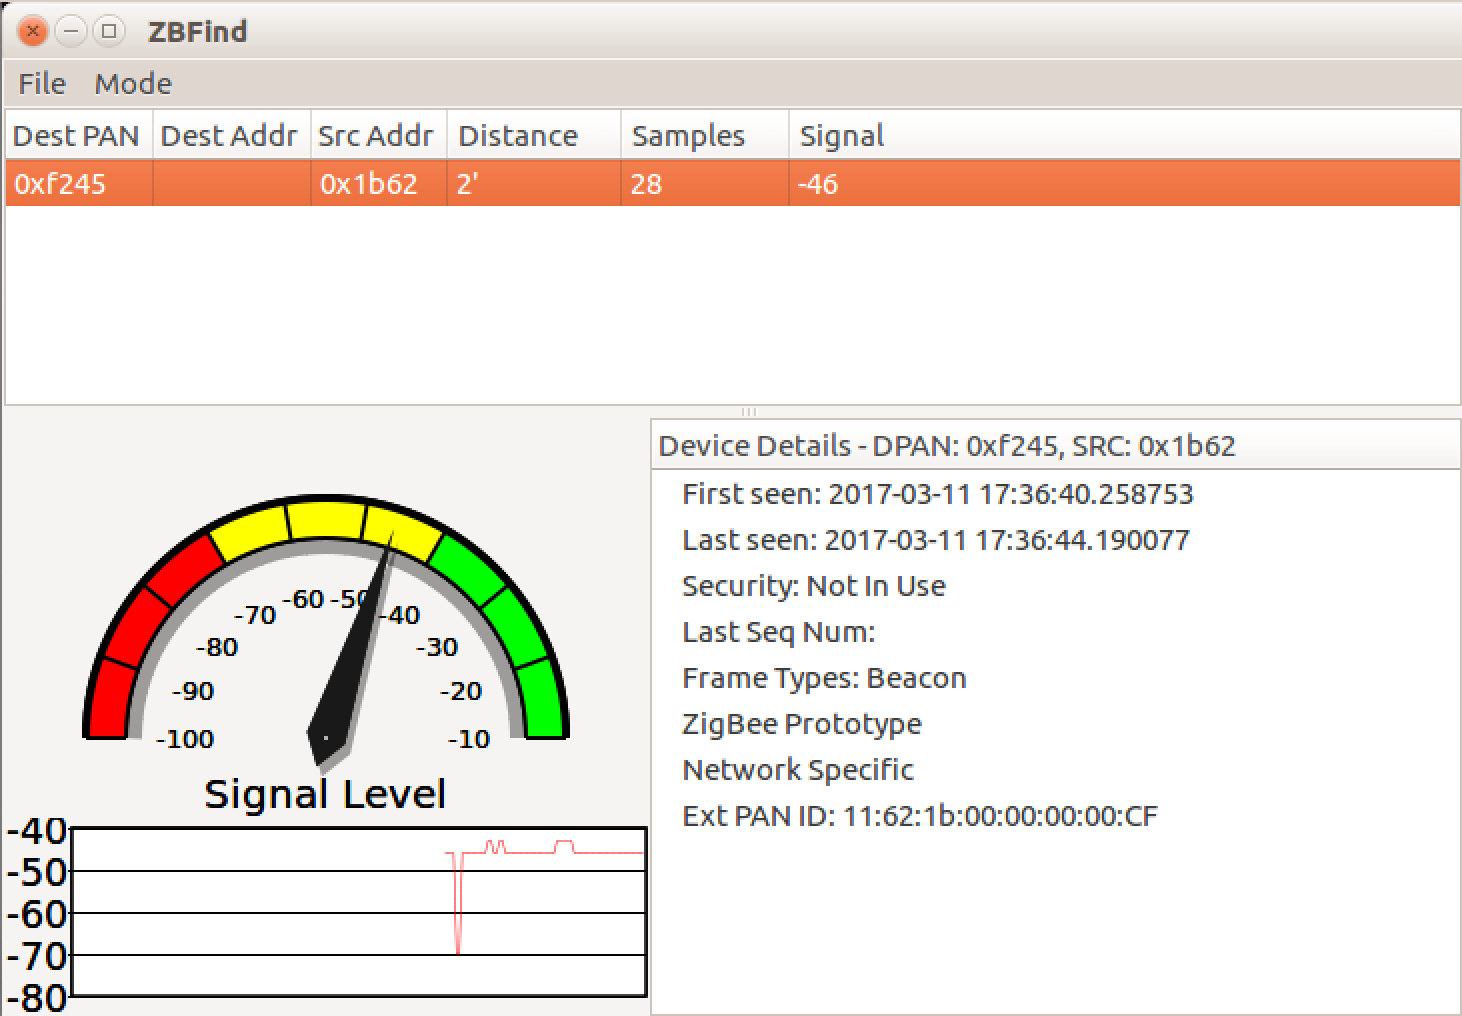 ZBFind
File Mode
Dest PAN Dest Addr Src Addr Distance Samples Signal
0xf245 0x1b62 2' 28 -46
-100
-90
-80
-70
-60
-50
-40
-30
-20
-10
Signal Level
-40
-50
-60
-70
-80
Device Details - DPAN: 0xf245, SRC: 0x1b62
First seen: 2017-03-11 17:36:40.258753
Last seen: 2017-03-11 17:36:44.190077
Security: Not In Use
Last Seq Num:
Frame Types: Beacon
ZigBee Prototype
Network Specific
Ext PAN ID: 11:62:1b:00:00:00:00:CF